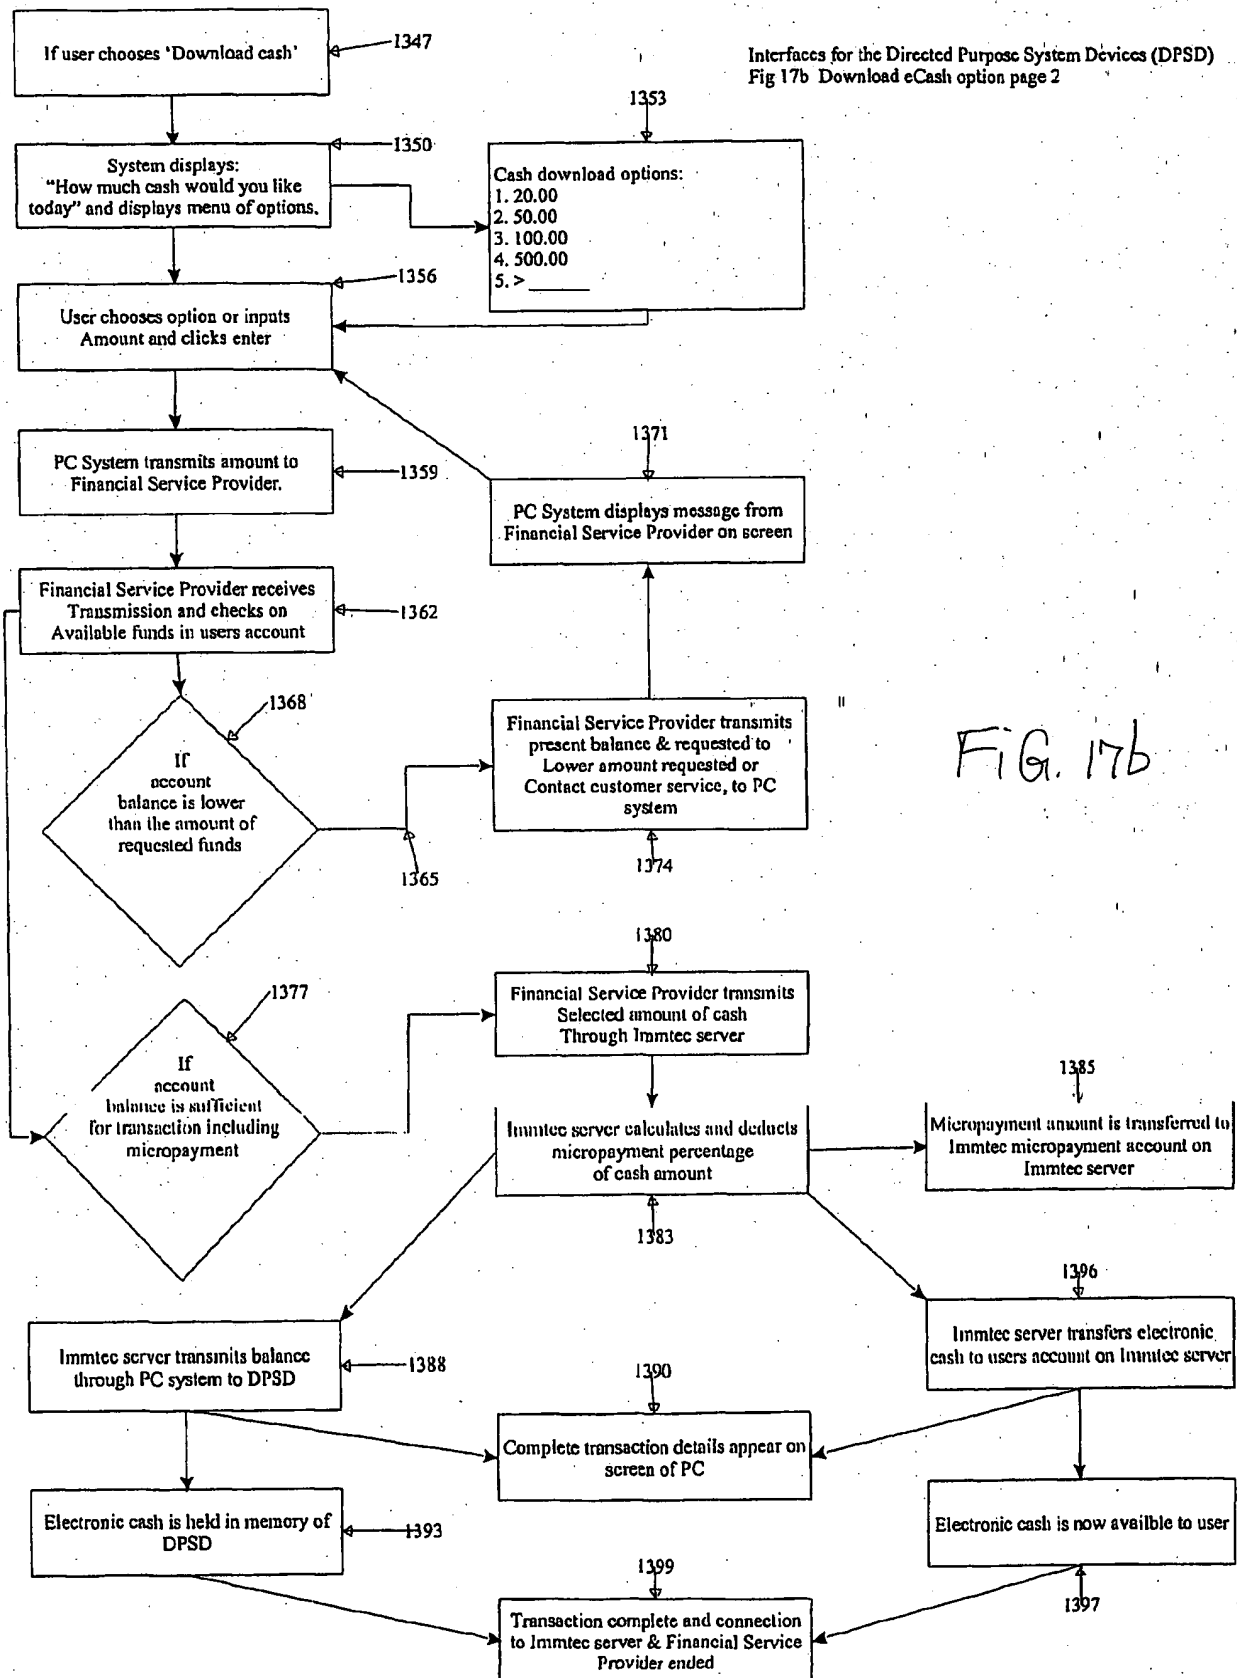 If user chooses 'Download cash'
1347
Interfaces for the Directed Purpose System Devices (DPSD)
Fig 17b Download eCash option page 2
1353
1350
System displays:
"How much cash would you like
today" and displays menu of options.
Cash download options:
1. 20.00
2. 50.00
3. 100.00
4. 500.00
5. > ______
1356
User chooses option or inputs
Amount and clicks enter
1371
PC System transmits amount to
Financial Service Provider.
1359
PC System displays message from
Financial Service Provider on screen
Financial Service Provider receives
Transmission and checks on
Available funds in users account
1362
1368
If
account
balance is lower
than the amount of
requested funds
1365
Financial Service Provider transmits
present balance & requested to
Lower amount requested or
Contact customer service, to PC
system
1374
FiG. 17b
1380
1377
Financial Service Provider transmits
Selected amount of cash
Through Immtec server
If
account
balance is sufficient
for transaction including
micropayment
1385
Immtec server calculates and deducts
micropayment percentage
of cash amount
1383
Micropayment amount is transferred to
Immtec micropayment account on
Immtec server
1396
Immtec server transmits balance
through PC system to DPSD
1388
1390
Immtec server transfers electronic
cash to users account on Immtec server
Complete transaction details appear on
screen of PC
Electronic cash is held in memory of
DPSD
1393
Electronic cash is now availble to user
1397
1399
Transaction complete and connection
to Immtec server & Financial Service
Provider ended